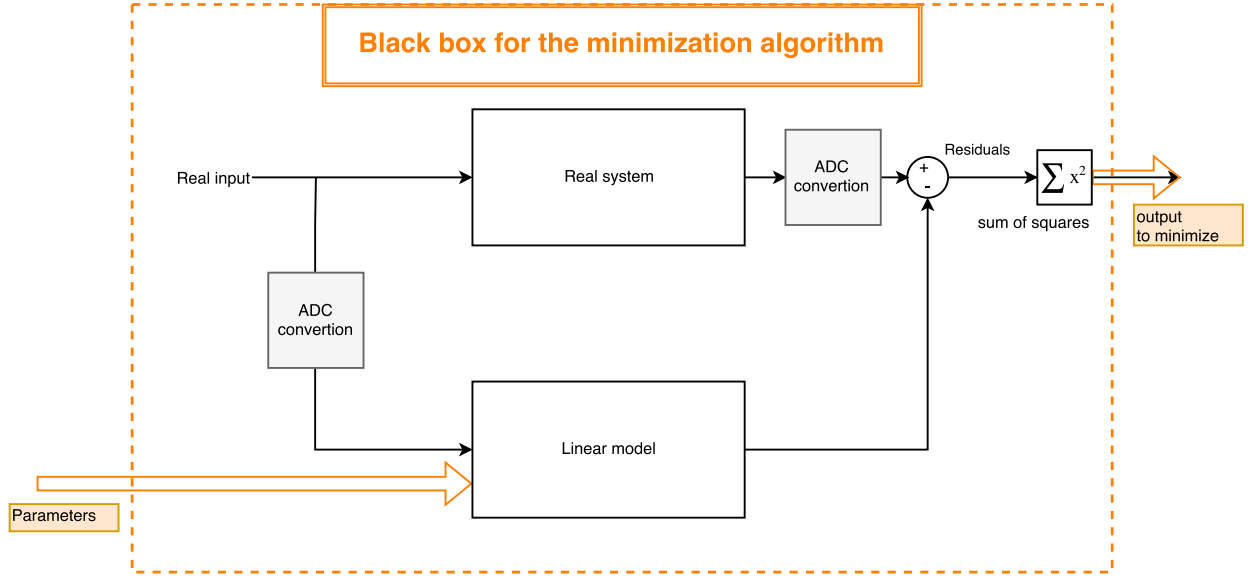 Black box for the minimization algorithm
Real input
Real system
ADC
convertion
+
-
Residuals
∑ x²
sum of squares
output
to minimize
ADC
convertion
Linear model
Parameters